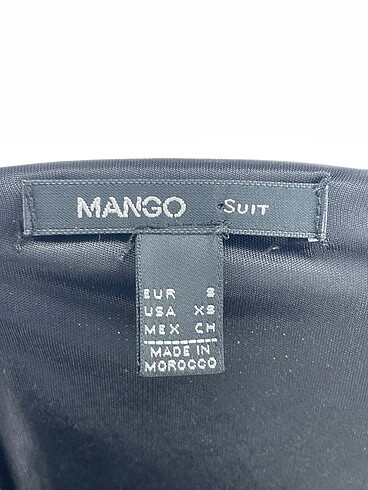 MANGO SUIT
EUR S
USA XS
MEX CH
MADE IN
MOROCCO